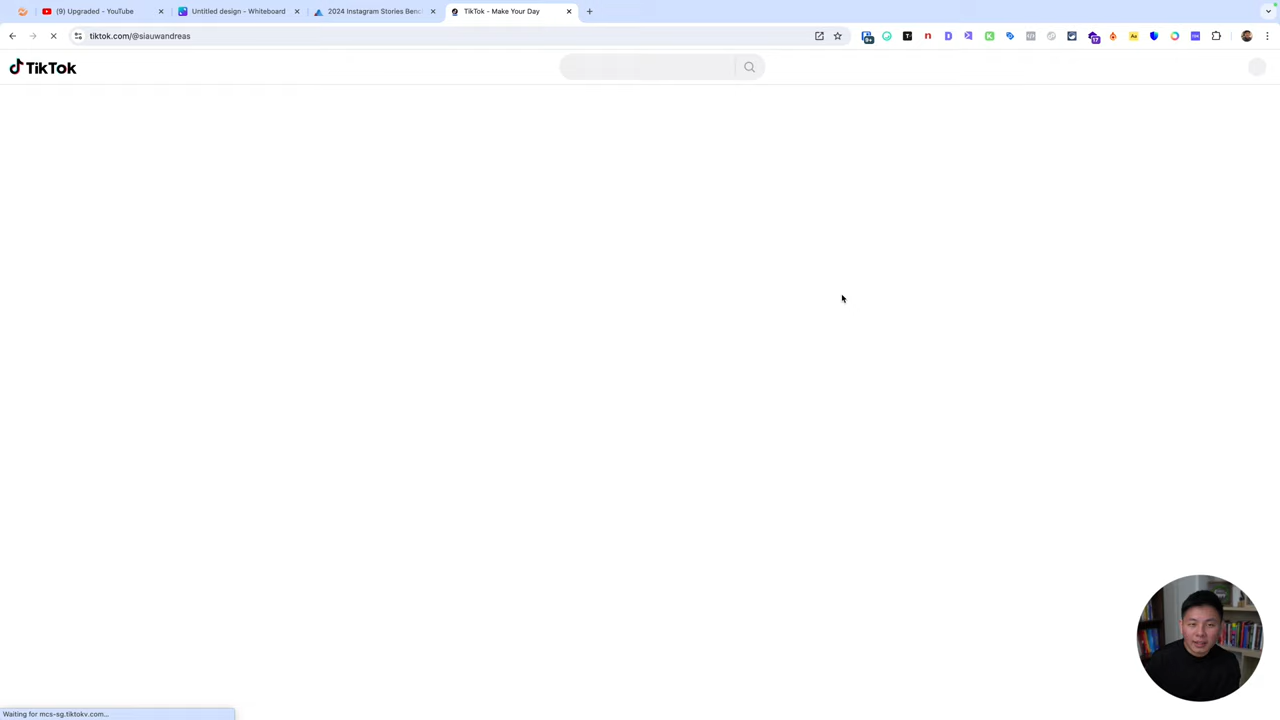 (9) Upgraded - YouTube
Untitled design - Whiteboard
2024 Instagram Stories Benc
TikTok - Make Your Day
tiktok.com/@siauwandreas
TikTok
Waiting for mcs-sg.tiktokv.com...